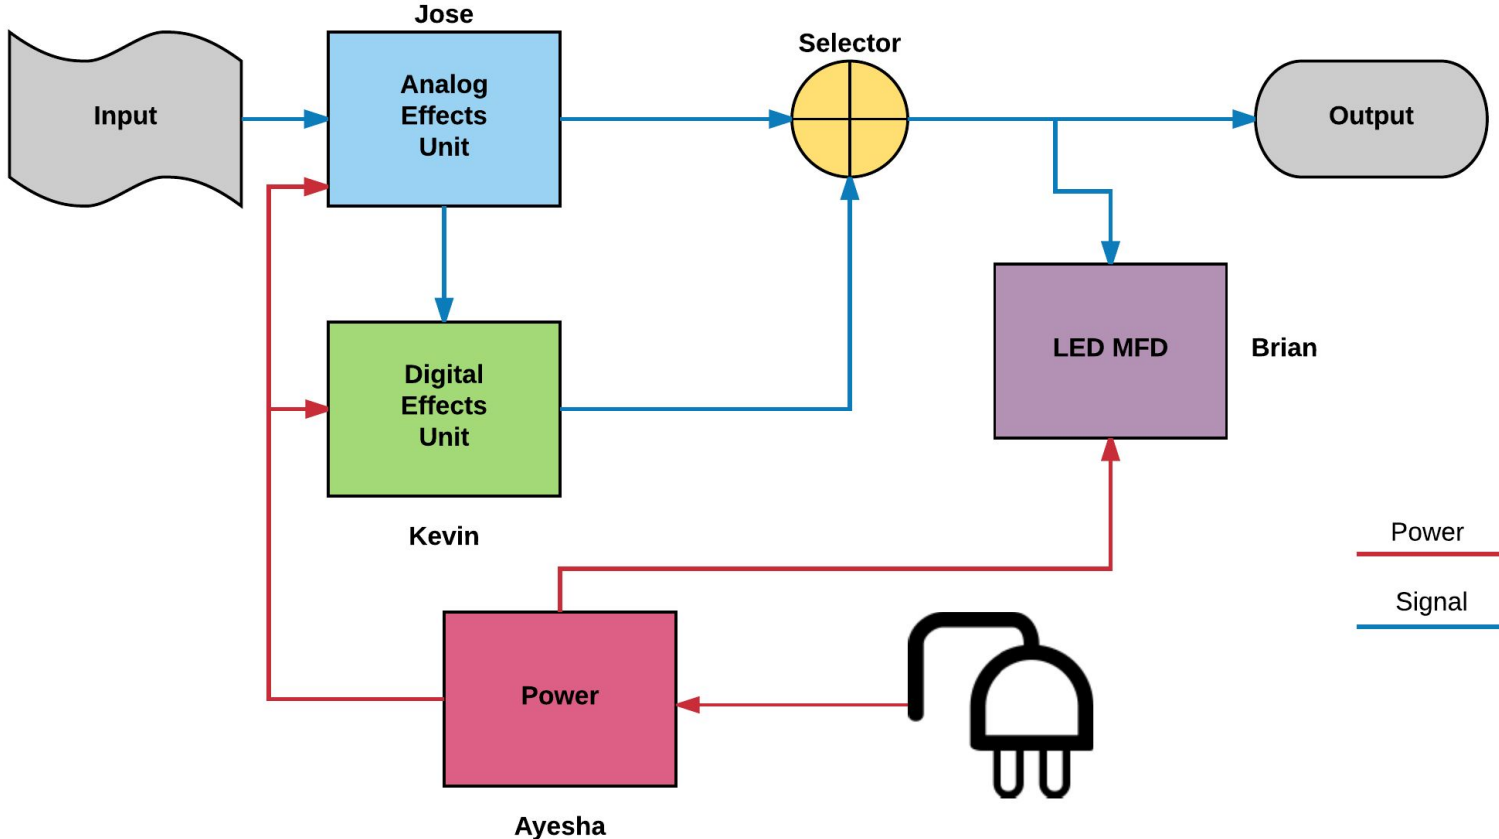 Jose
Selector
Input
Analog
Effects
Unit
Output
Digital
Effects
Unit
LED MFD
Brian
Kevin
Power
Signal
Power
Ayesha